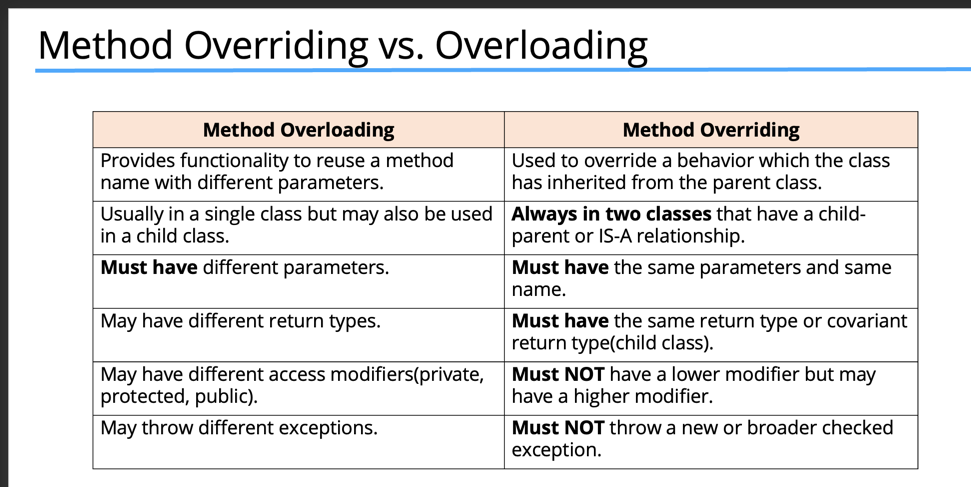 Method Overriding vs. Overloading
Method Overloading
Method Overriding
Provides functionality to reuse a method
name with different parameters.
Used to override a behavior which the class
has inherited from the parent class.
Usually in a single class but may also be used
in a child class.
Always in two classes that have a child-
parent or IS-A relationship.
Must have different parameters.
Must have the same parameters and same
name.
May have different return types.
Must have the same return type or covariant
return type(child class).
May have different access modifiers(private,
protected, public).
Must NOT have a lower modifier but may
have a higher modifier.
May throw different exceptions.
Must NOT throw a new or broader checked
exception.